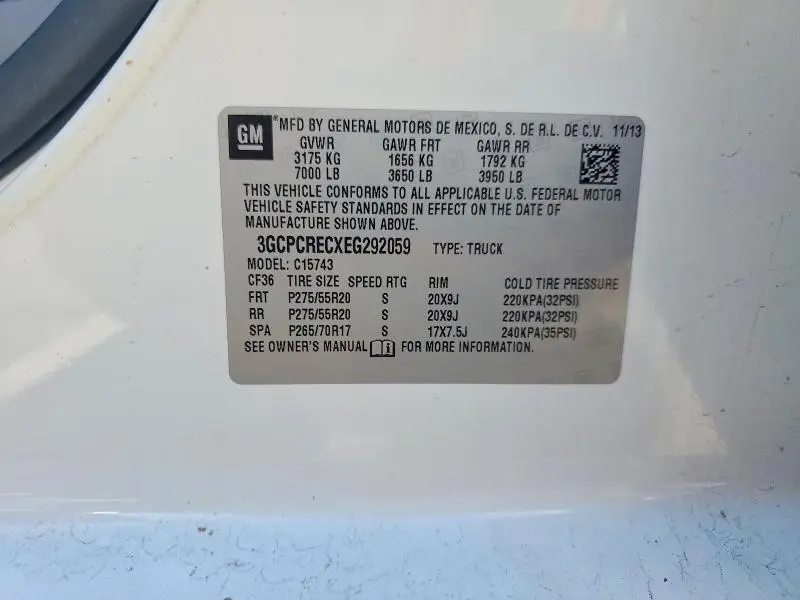 GM ® MFD BY GENERAL MOTORS DE MEXICO, S. DE R.L. DE C.V. 11/13
GVWR GAWR FRT GAWR RR
3175 KG 1656 KG 1792 KG
7000 LB 3650 LB 3950 LB
THIS VEHICLE CONFORMS TO ALL APPLICABLE U.S. FEDERAL MOTOR
VEHICLE SAFETY STANDARDS IN EFFECT ON THE DATE OF
MANUFACTURE SHOWN ABOVE.
3GCPCRECXEG292059 TYPE: TRUCK
MODEL: C15743
CF36 TIRE SIZE SPEED RTG RIM COLD TIRE PRESSURE
FRT P275/55R20 S 20X9J 220KPA(32PSI)
RR P275/55R20 S 20X9J 220KPA(32PSI)
SPA P265/70R17 S 17X7.5J 240KPA(35PSI)
SEE OWNER'S MANUAL FOR MORE INFORMATION.